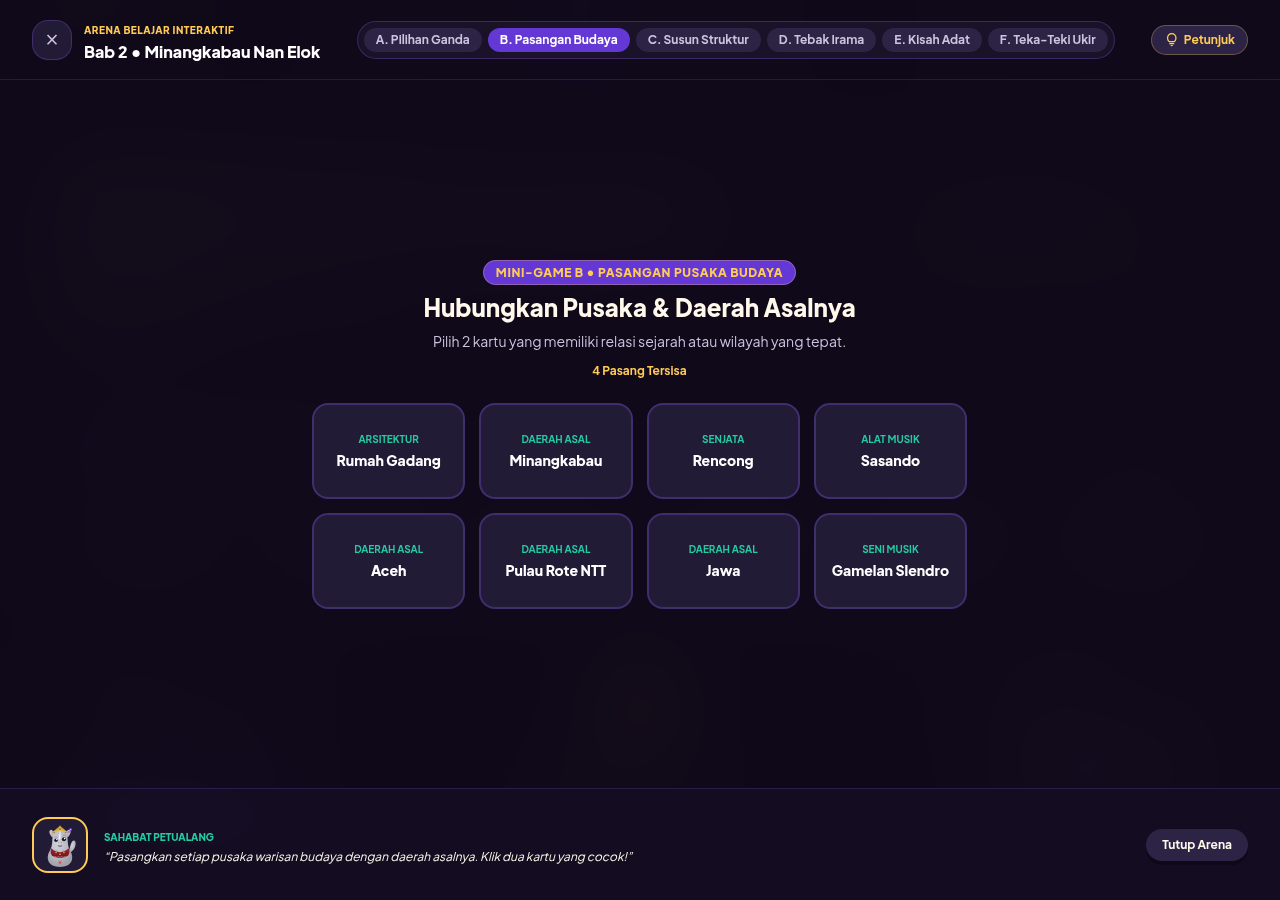 ARENA BELAJAR INTERAKTIF
Bab 2 • Minangkabau Nan Elok
A. Pilihan Ganda
B. Pasangan Budaya
C. Susun Struktur
D. Tebak Irama
E. Kisah Adat
F. Teka-Teki Ukir
Petunjuk
MINI-GAME B • PASANGAN PUSAKA BUDAYA
Hubungkan Pusaka & Daerah Asalnya
Pilih 2 kartu yang memiliki relasi sejarah atau wilayah yang tepat.
4 Pasang Tersisa
ARSITEKTUR
Rumah Gadang
DAERAH ASAL
Minangkabau
SENJATA
Rencong
ALAT MUSIK
Sasando
DAERAH ASAL
Aceh
DAERAH ASAL
Pulau Rote NTT
DAERAH ASAL
Jawa
SENI MUSIK
Gamelan Slendro
SAHABAT PETUALANG
"Pasangkan setiap pusaka warisan budaya dengan daerah asalnya. Klik dua kartu yang cocok!"
Tutup Arena